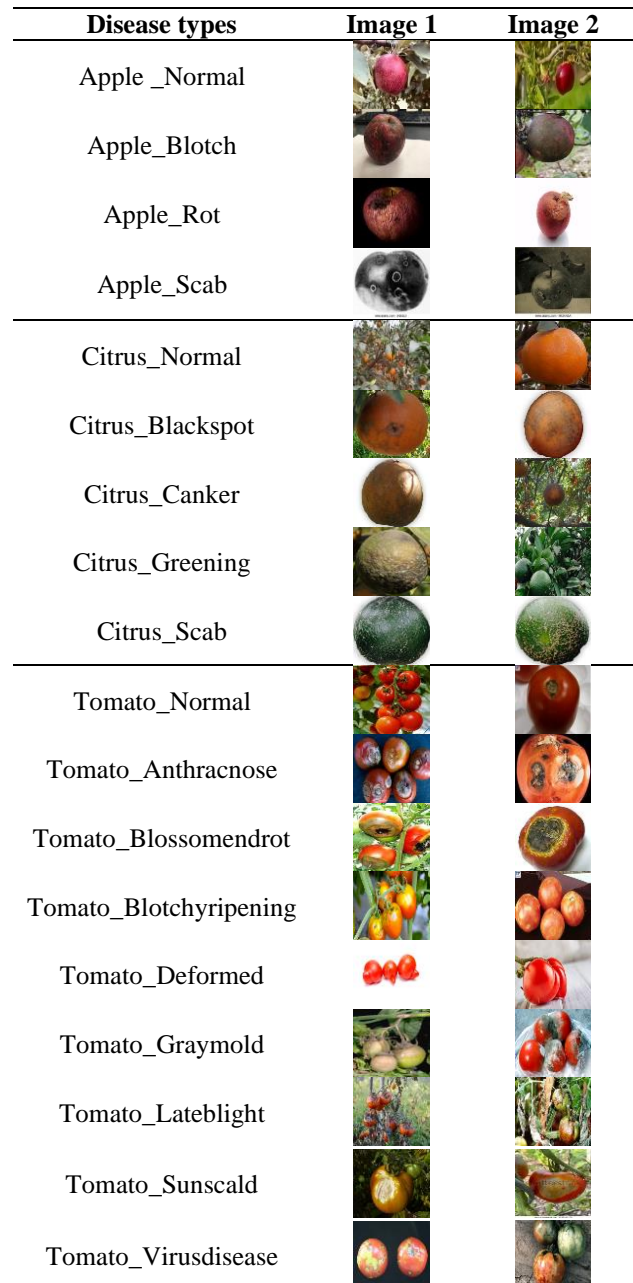 Disease types Image 1 Image 2
Apple _Normal
Apple_Blotch
Apple_Rot
Apple_Scab
Citrus_Normal
Citrus_Blackspot
Citrus_Canker
Citrus_Greening
Citrus_Scab
Tomato_Normal
Tomato_Anthracnose
Tomato_Blossomendrot
Tomato_Blotchyripening
Tomato_Deformed
Tomato_Graymold
Tomato_Lateblight
Tomato_Sunscald
Tomato_Virusdisease